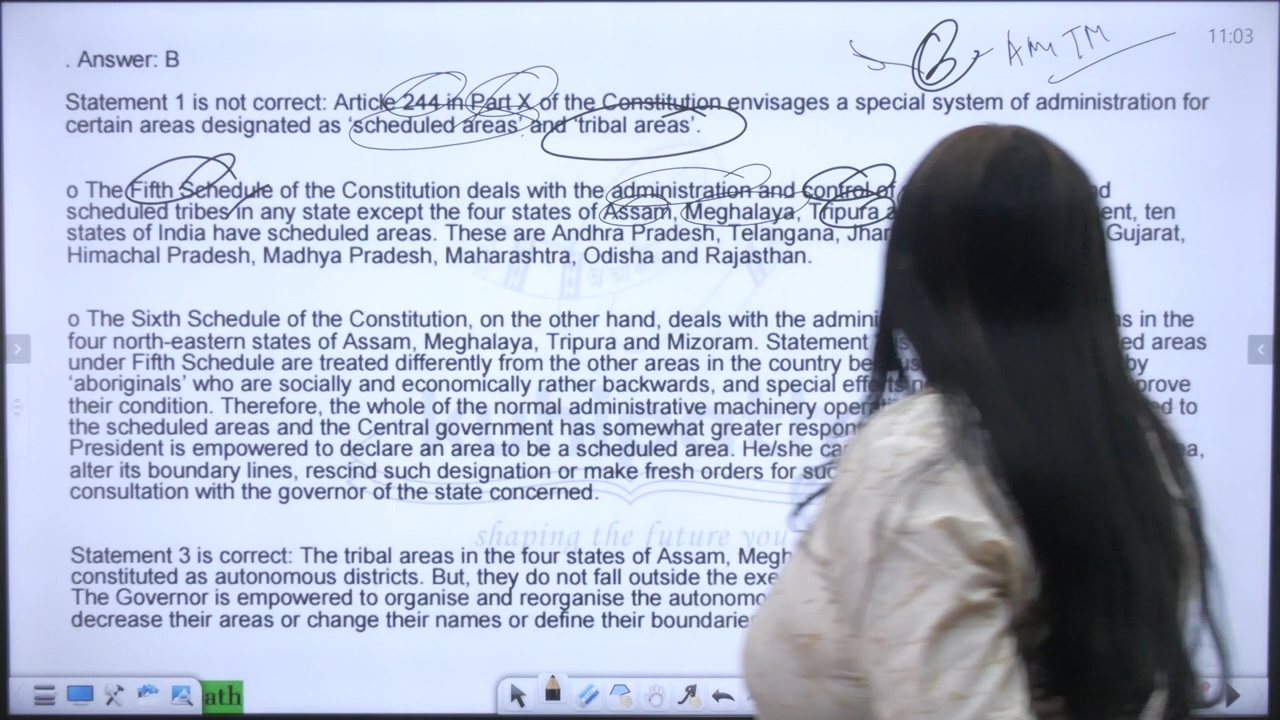 AM TM
11:03
. Answer: B
Statement 1 is not correct: Article 244 in Part X of the Constitution envisages a special system of administration for
certain areas designated as ‘scheduled areas’ and ‘tribal areas’.
o The Fifth Schedule of the Constitution deals with the administration and control of
scheduled tribes in any state except the four states of Assam, Meghalaya, Tripura ent, ten
states of India have scheduled areas. These are Andhra Pradesh, Telangana, Gujarat,
Himachal Pradesh, Madhya Pradesh, Maharashtra, Odisha and Rajasthan.
o The Sixth Schedule of the Constitution, on the other hand, deals with the in the
four north-eastern states of Assam, Meghalaya, Tripura and Mizoram. Statement areas
under Fifth Schedule are treated differently from the other areas in the country by
‘aboriginals’ who are socially and economically rather backwards, and special
their condition. Therefore, the whole of the normal administrative machinery to
the scheduled areas and the Central government has somewhat greater
President is empowered to declare an area to be a scheduled area. He/she
alter its boundary lines, rescind such designation or make fresh orders for
consultation with the governor of the state concerned.
shaping the future
Statement 3 is correct: The tribal areas in the four states of Assam,
constituted as autonomous districts. But, they do not fall outside the
The Governor is empowered to organise and reorganise the
decrease their areas or change their names or define their
ath